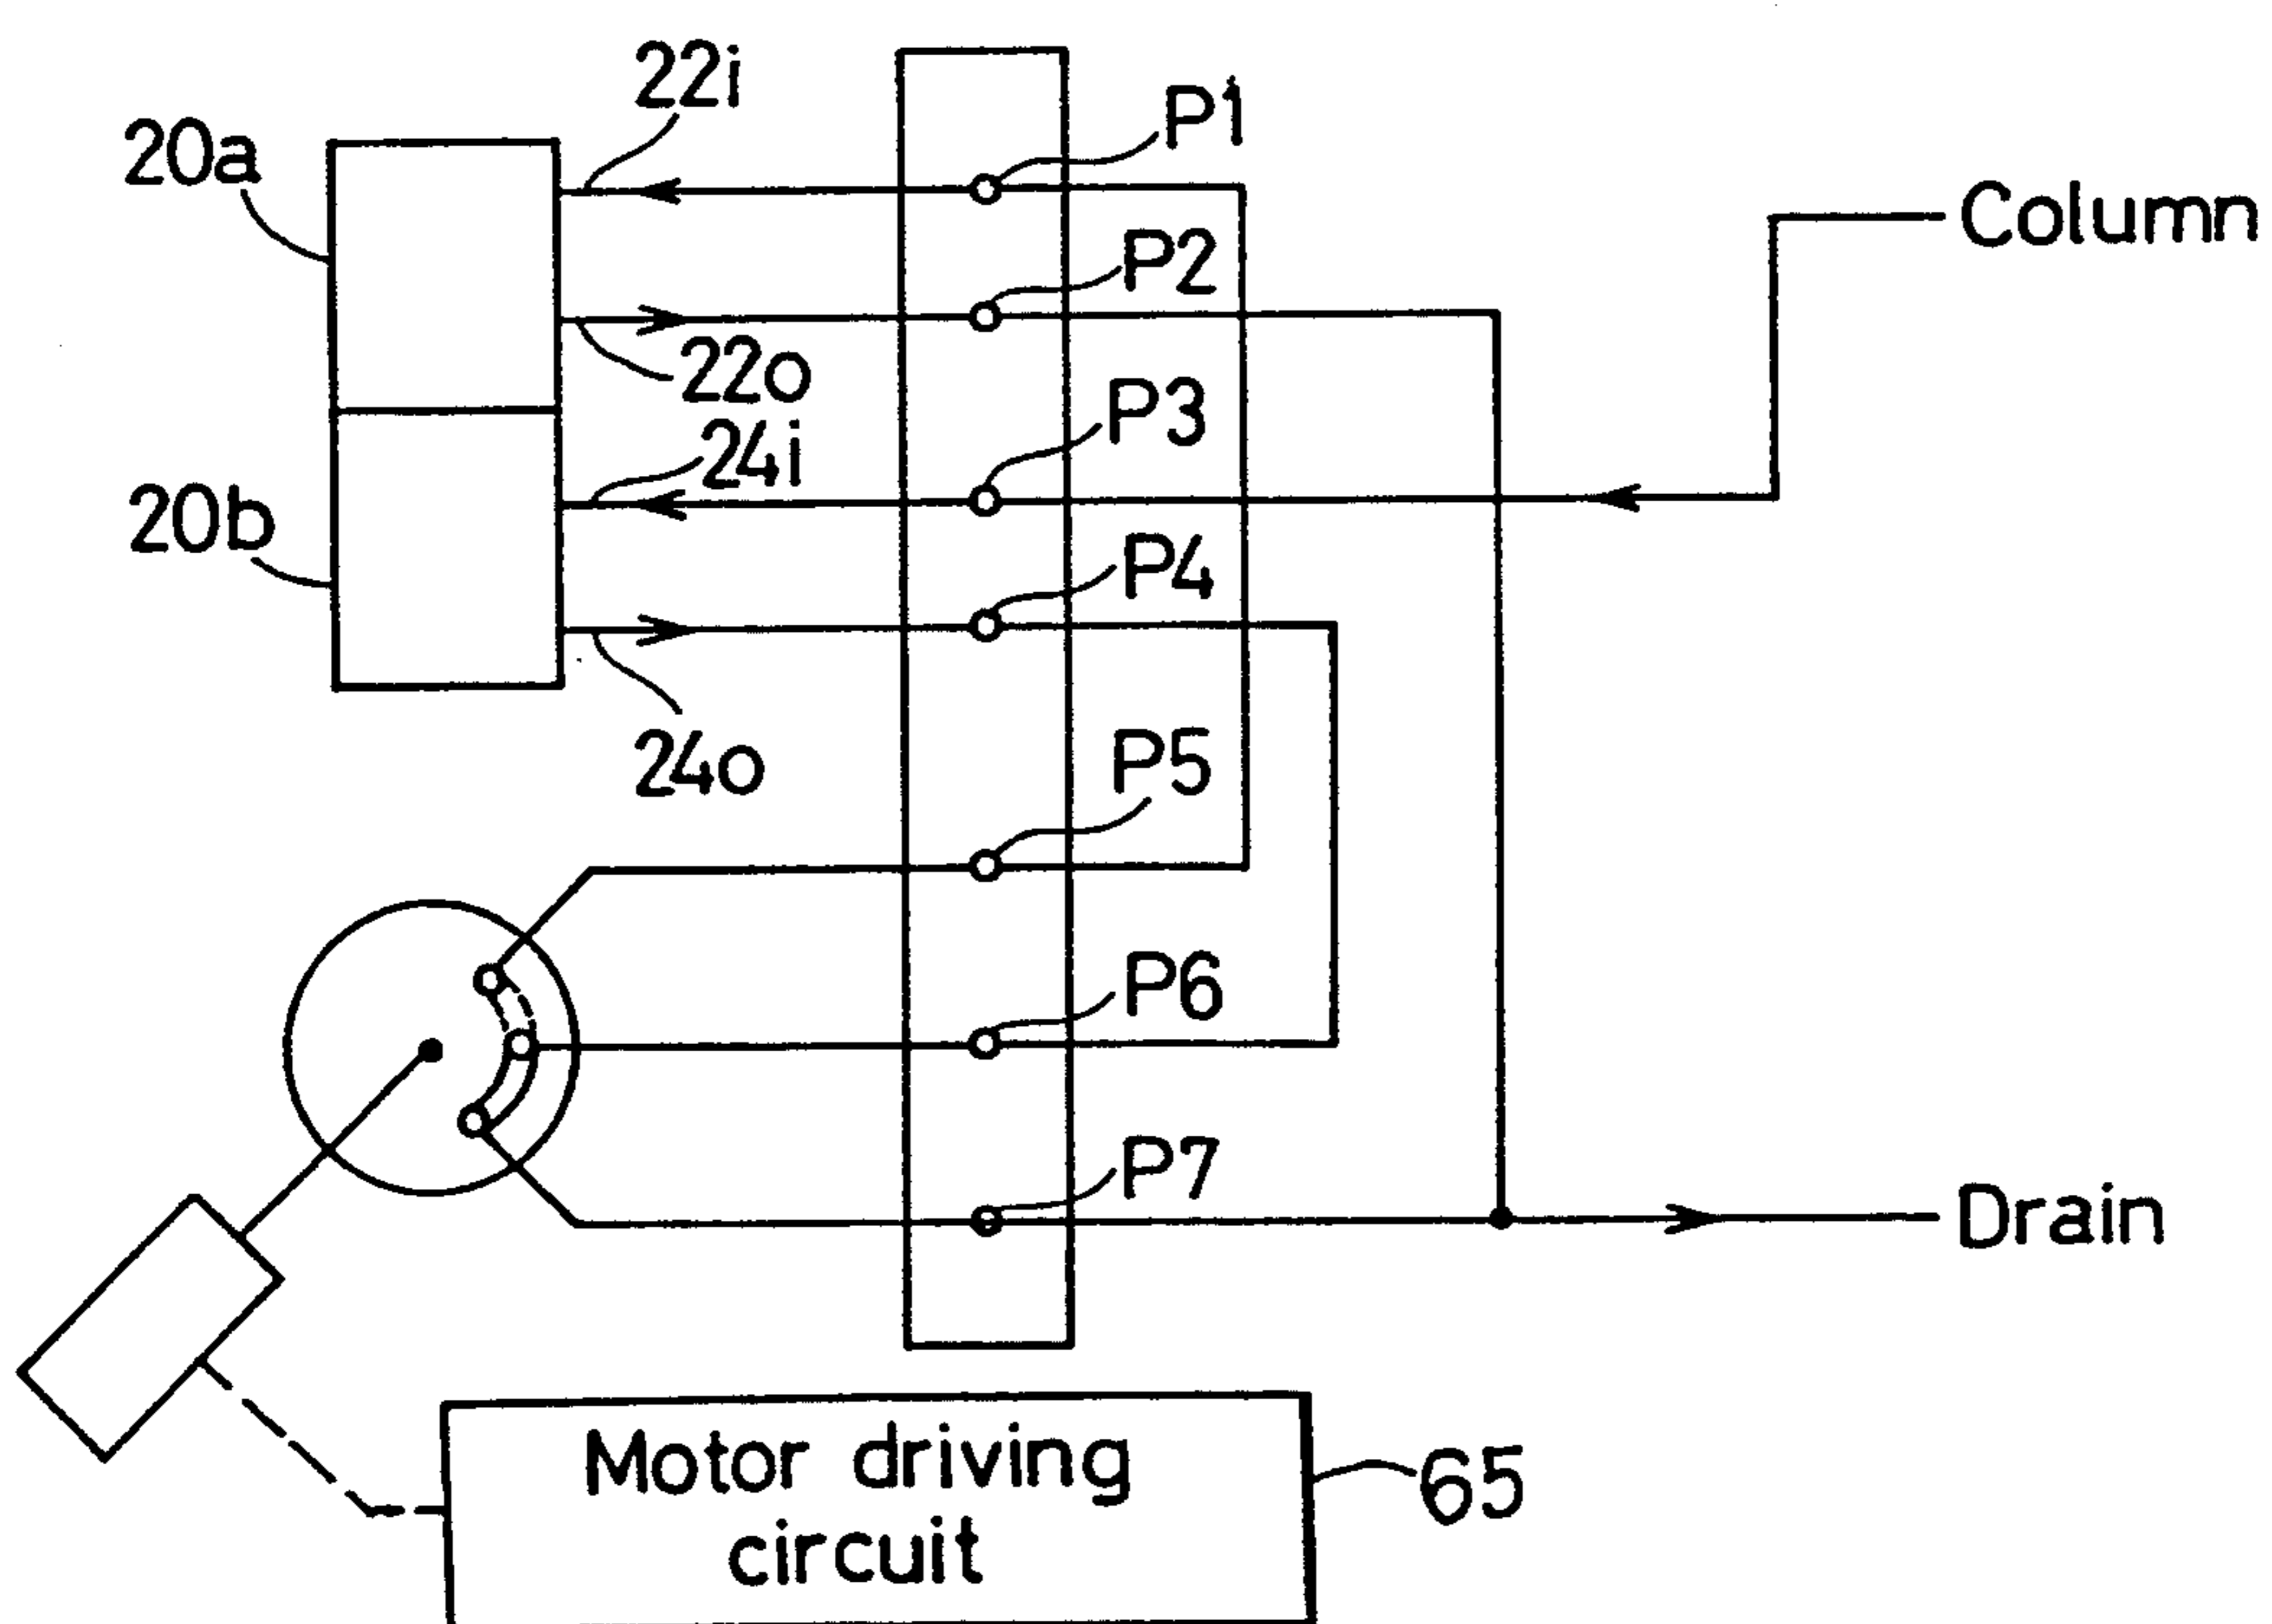 22i
20a
P1
Column
P2
22o
P3
24i
20b
P4
24o
P5
P6
P7
Drain
Motor driving
circuit
65